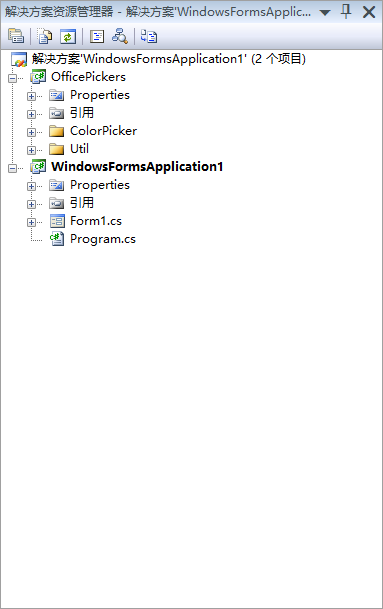 解决方案资源管理器 - 解决方案'WindowsFormsApplic...
解决方案'WindowsFormsApplication1' (2 个项目)
OfficePickers
Properties
引用
ColorPicker
Util
WindowsFormsApplication1
Properties
引用
Form1.cs
Program.cs